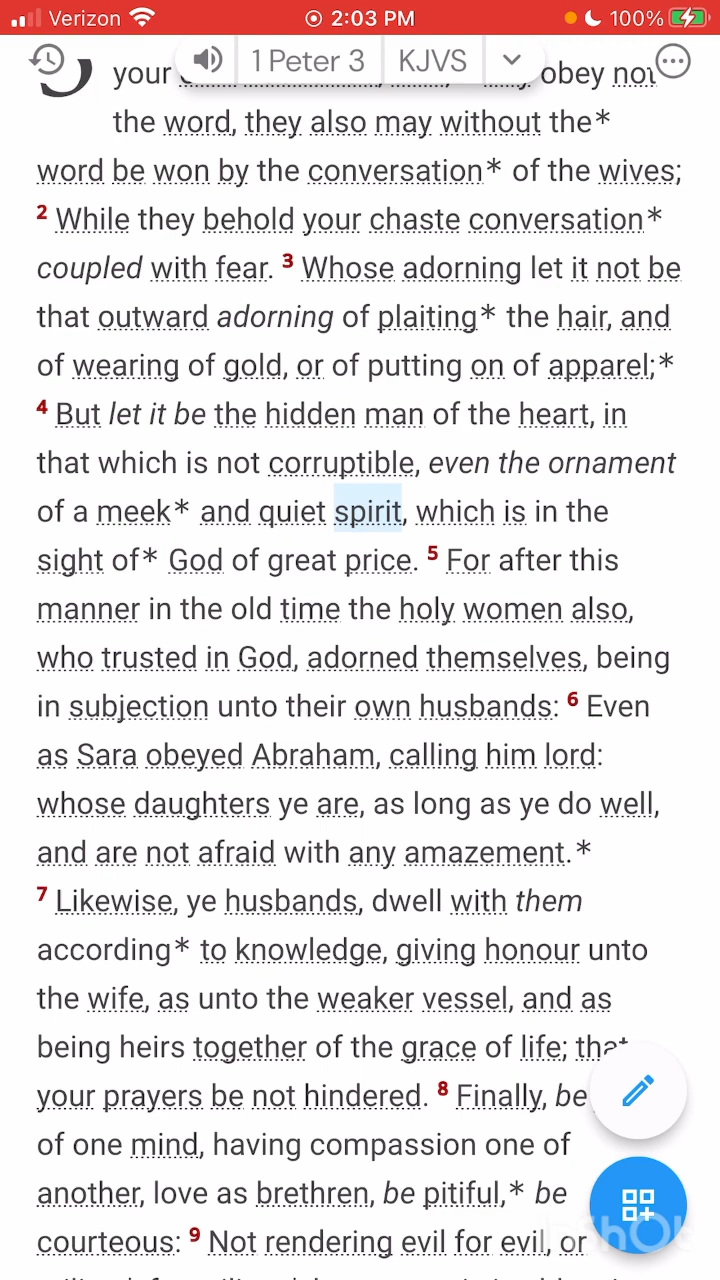 Verizon 2:03 PM 100%
1 Peter 3 KJVS
your obey not
the word, they also may without the*
word be won by the conversation* of the wives;
2 While they behold your chaste conversation*
coupled with fear. 3 Whose adorning let it not be
that outward adorning of plaiting* the hair, and
of wearing of gold, or of putting on of apparel;*
4 But let it be the hidden man of the heart, in
that which is not corruptible, even the ornament
of a meek* and quiet spirit, which is in the
sight of* God of great price. 5 For after this
manner in the old time the holy women also,
who trusted in God, adorned themselves, being
in subjection unto their own husbands: 6 Even
as Sara obeyed Abraham, calling him lord:
whose daughters ye are, as long as ye do well,
and are not afraid with any amazement.*
7 Likewise, ye husbands, dwell with them
according* to knowledge, giving honour unto
the wife, as unto the weaker vessel, and as
being heirs together of the grace of life; that
your prayers be not hindered. 8 Finally, be
of one mind, having compassion one of
another, love as brethren, be pitiful,* be
courteous: 9 Not rendering evil for evil, or